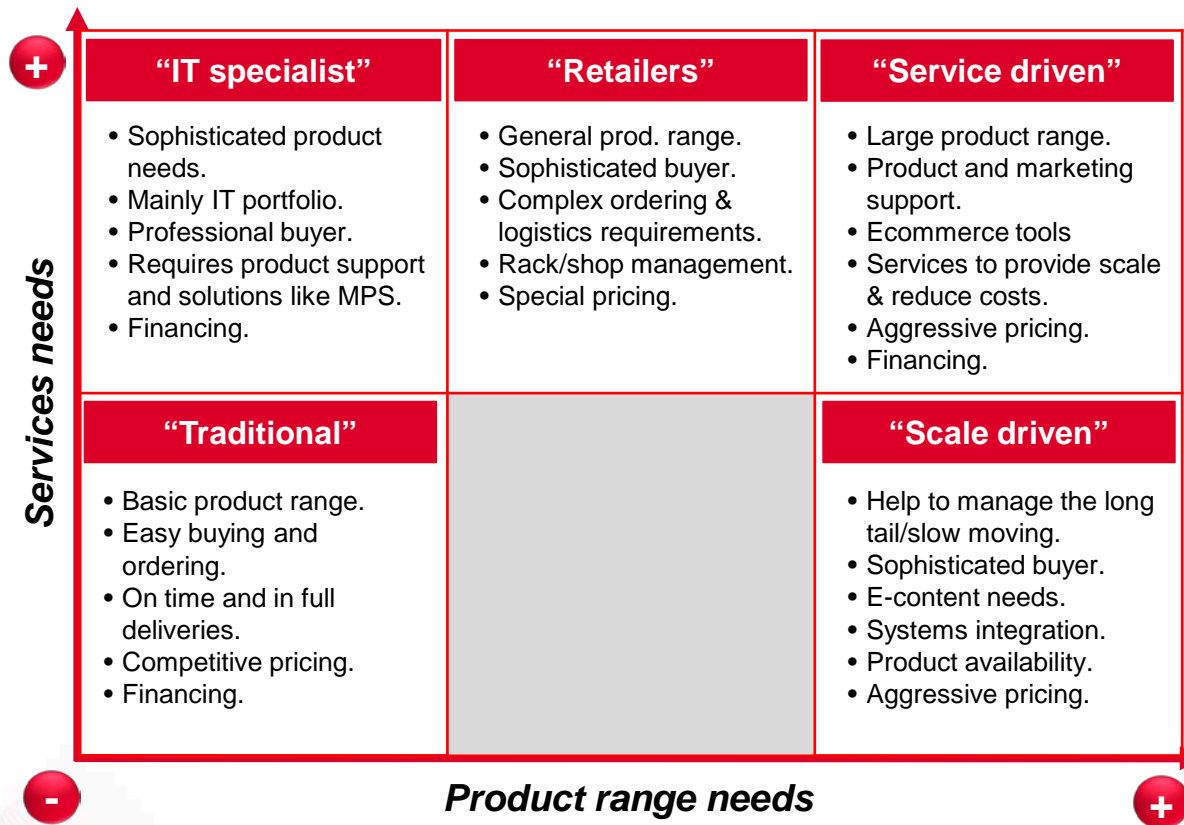 +
“IT specialist”
• Sophisticated product
needs.
• Mainly IT portfolio.
• Professional buyer.
• Requires product support
and solutions like MPS.
• Financing.
“Retailers”
• General prod. range.
• Sophisticated buyer.
• Complex ordering &
logistics requirements.
• Rack/shop management.
• Special pricing.
“Service driven”
• Large product range.
• Product and marketing
support.
• Ecommerce tools
• Services to provide scale
& reduce costs.
• Aggressive pricing.
• Financing.
Services needs
“Traditional”
• Basic product range.
• Easy buying and
ordering.
• On time and in full
deliveries.
• Competitive pricing.
• Financing.
“Scale driven”
• Help to manage the long
tail/slow moving.
• Sophisticated buyer.
• E-content needs.
• Systems integration.
• Product availability.
• Aggressive pricing.
-
Product range needs
+